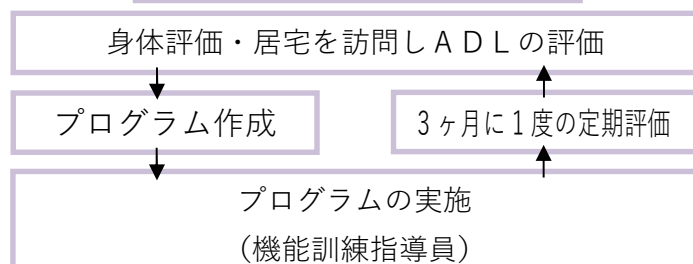 身体評価・居宅を訪問しＡＤＬの評価
プログラム作成
３ヶ月に１度の定期評価
プログラムの実施
（機能訓練指導員）